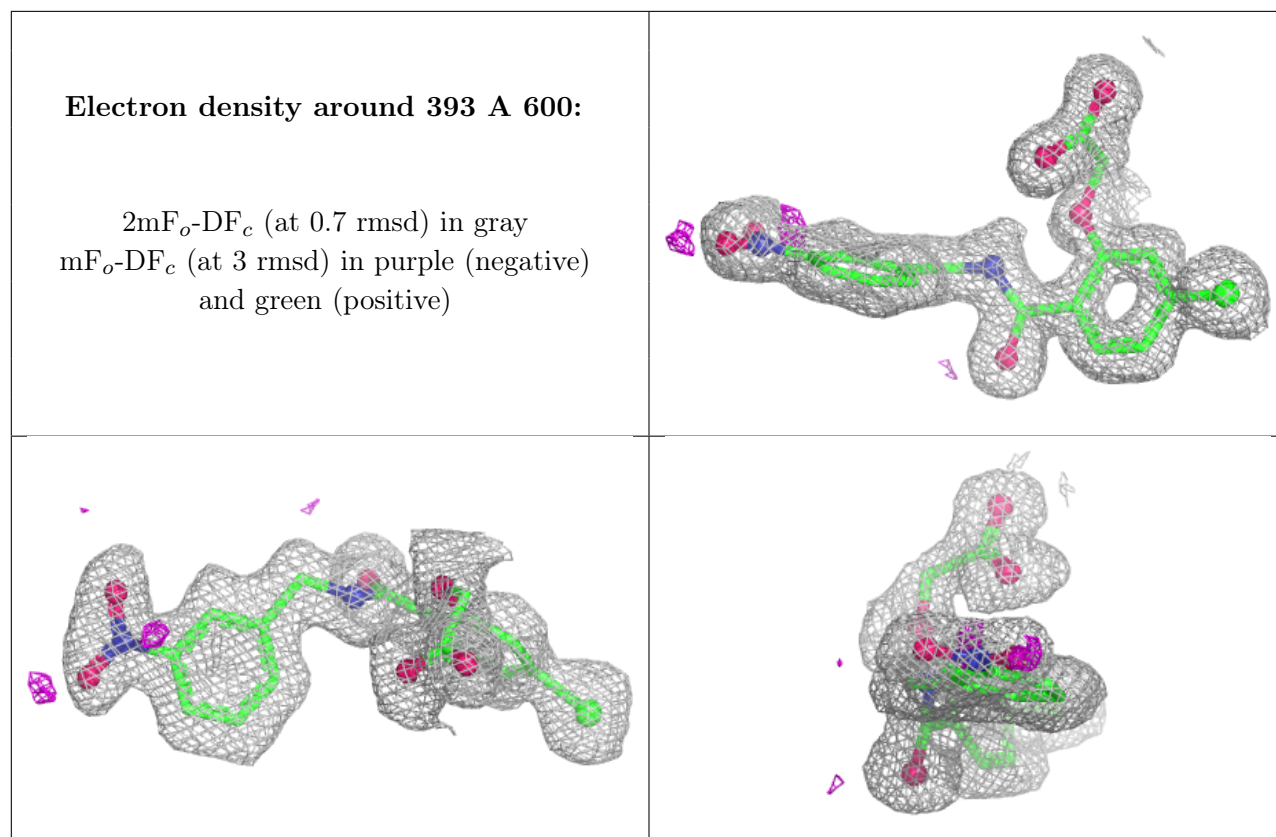 Electron density around 393 A 600:
2mFo-DFc (at 0.7 rmsd) in gray
mFo-DFc (at 3 rmsd) in purple (negative)
and green (positive)